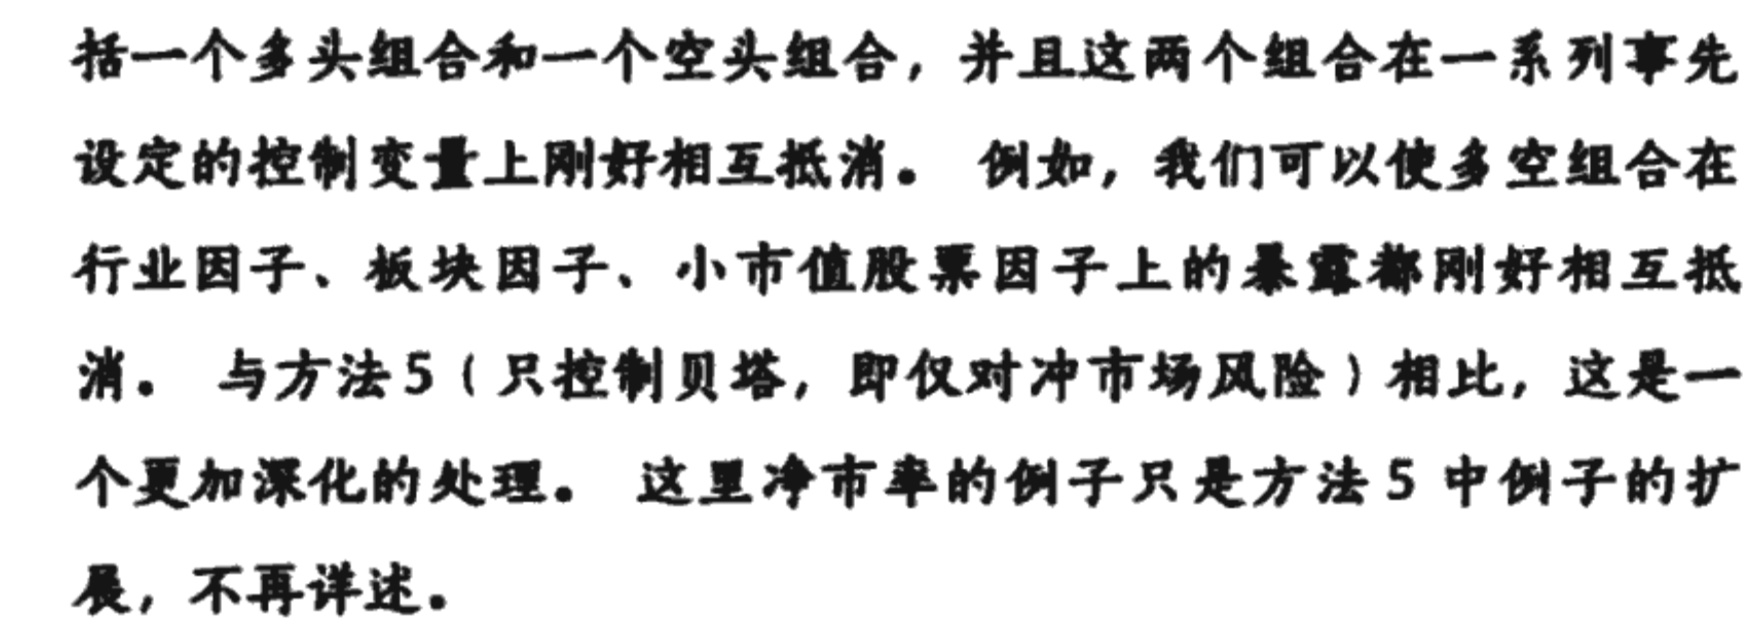 括一个多头组合和一个空头组合，并且这两个组合在一系列事先
设定的控制变量上刚好相互抵消。 例如，我们可以使多空组合在
行业因子、板块因子、小市值股票因子上的暴露都刚好相互抵
消。 与方法5（只控制贝塔，即仅对冲市场风险）相比，这是一
个更加深化的处理。 这里净市率的例子只是方法5 中例子的扩
展，不再详述。